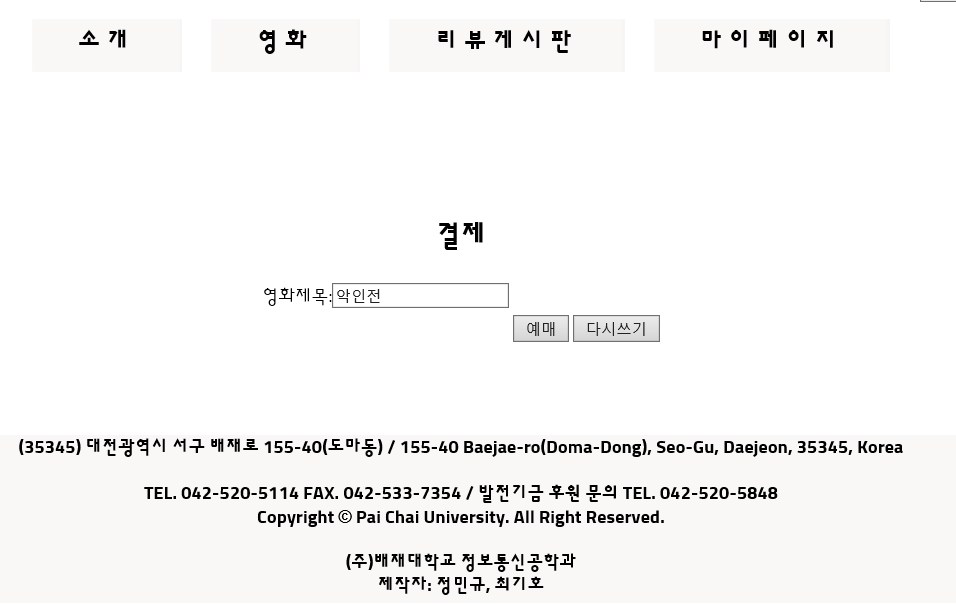 소 개
영 화
리 뷰 게 시 판
마 이 페 이 지
결제
영화제목:악인전
예매 다시쓰기
(35345) 대전광역시 서구 배재로 155-40(도마동) / 155-40 Baejae-ro(Doma-Dong), Seo-Gu, Daejeon, 35345, Korea
TEL. 042-520-5114 FAX. 042-533-7354 / 발전기금 후원 문의 TEL. 042-520-5848
Copyright © Pai Chai University. All Right Reserved.
(주)배재대학교 정보통신공학과
제작자: 정민규, 최기호